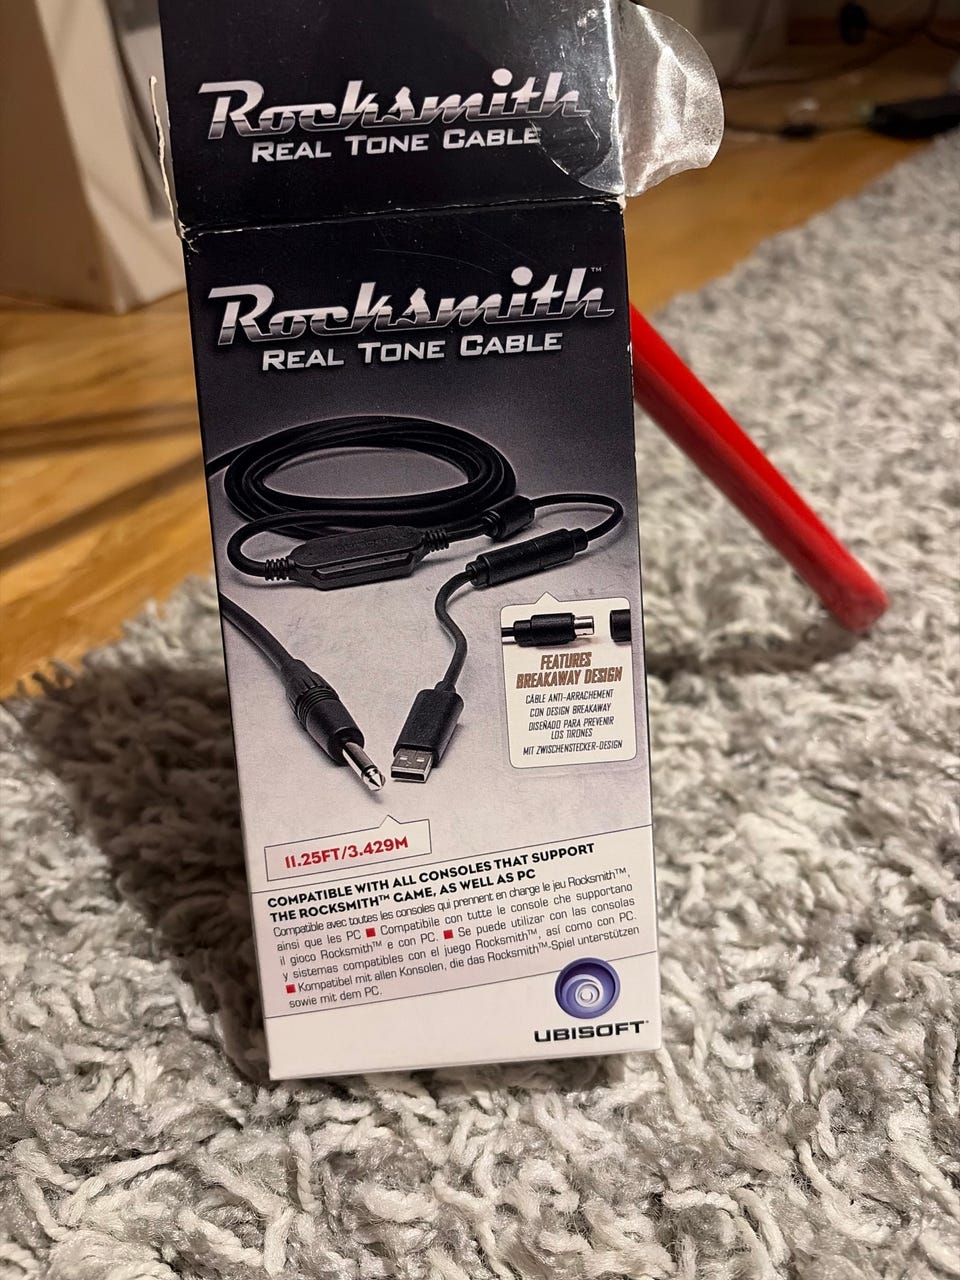 Rocksmith
REAL TONE CABLE
Rocksmith™
REAL TONE CABLE
FEATURES
BREAKAWAY DESIGN
CÂBLE ANTI-ARRACHEMENT
CON DESIGN BREAKAWAY
DISEÑADO PARA PREVENIR
LOS TIRONES
MIT ZWISCHENSTECKER-DESIGN
11.25FT/3.429M
COMPATIBLE WITH ALL CONSOLES THAT SUPPORT
THE ROCKSMITH™ GAME, AS WELL AS PC
Compatible avec toutes les consoles qui prennent en charge le jeu Rocksmith™,
ainsi que les PC ■ Compatibile con tutte le console che supportano
il gioco Rocksmith™ e con PC. ■ Se puede utilizar con las consolas
y sistemas compatibles con el juego Rocksmith™, así como con PC.
■ Kompatibel mit allen Konsolen, die das Rocksmith™-Spiel unterstützen
sowie mit dem PC.
UBISOFT